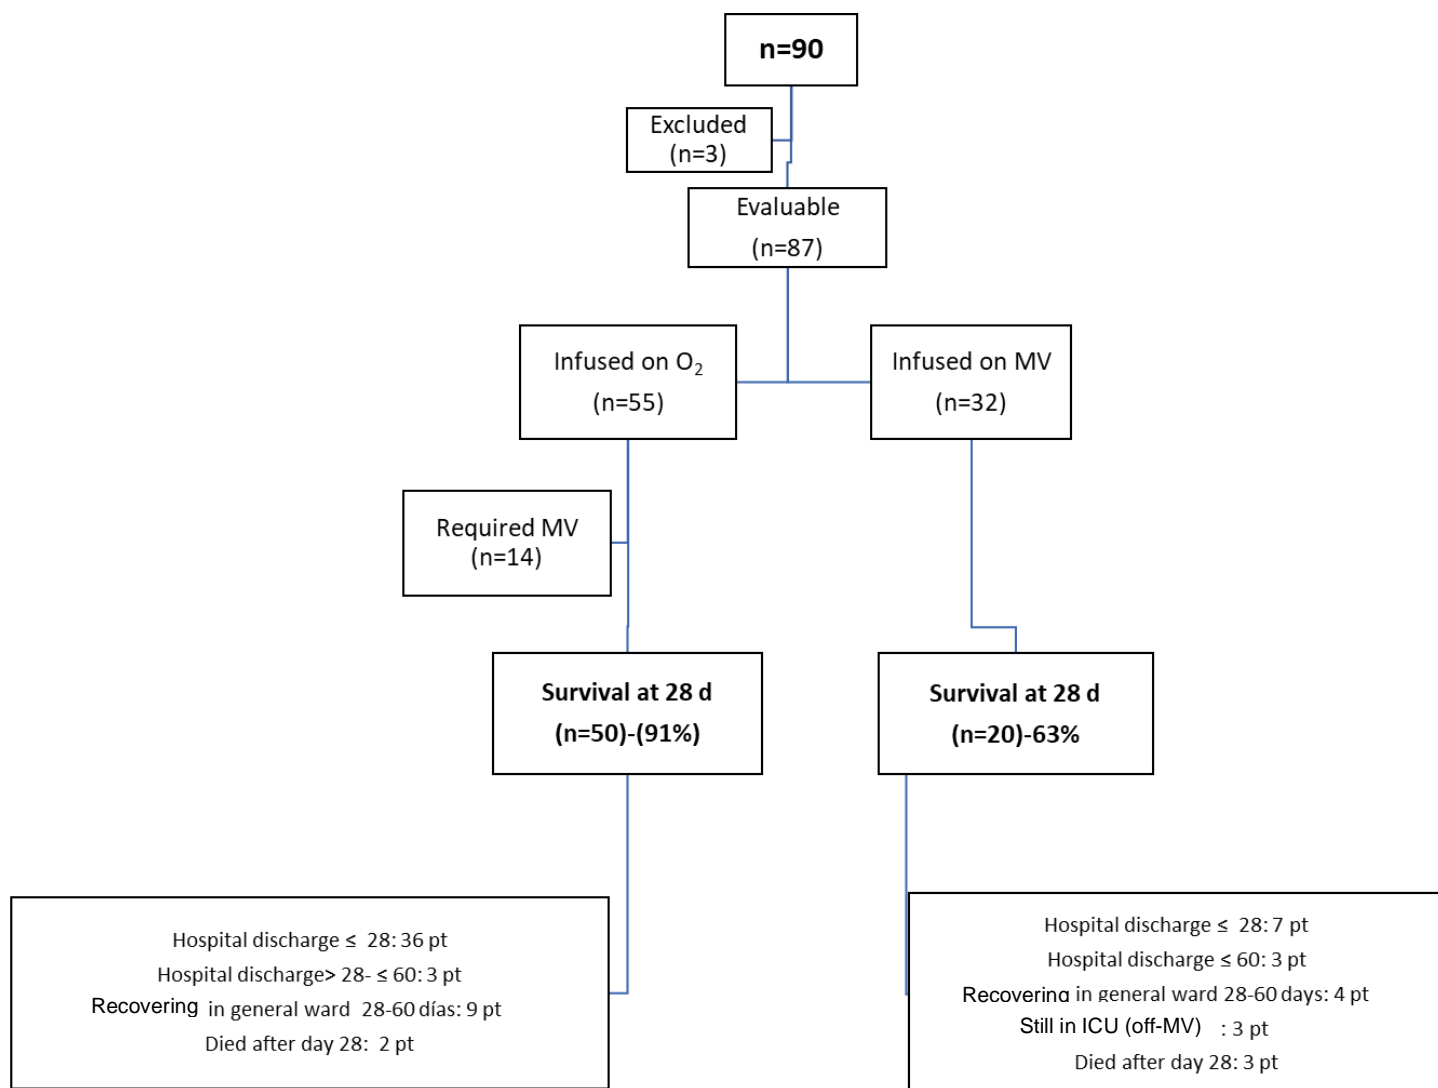 n=90
Excluded
(n=3)
Evaluable
(n=87)
Infused on O₂
(n=55)
Infused on MV
(n=32)
Required MV
(n=14)
Survival at 28 d
(n=50)-(91%)
Survival at 28 d
(n=20)-63%
Hospital discharge ≤ 28: 36 pt
Hospital discharge> 28- ≤ 60: 3 pt
Recovering in general ward 28-60 días: 9 pt
Died after day 28: 2 pt
Hospital discharge ≤ 28: 7 pt
Hospital discharge ≤ 60: 3 pt
Recovering in general ward 28-60 days: 4 pt
Still in ICU (off-MV) : 3 pt
Died after day 28: 3 pt